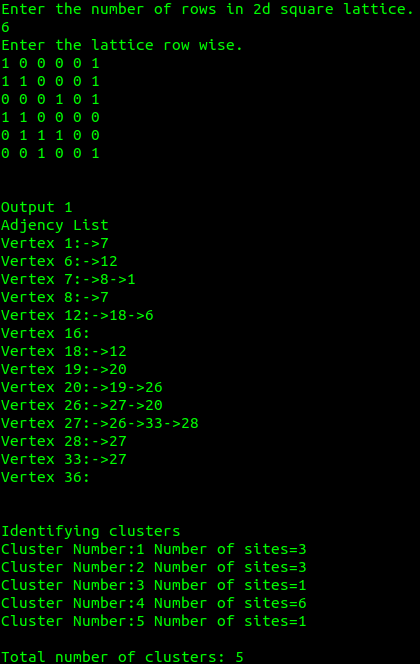 Enter the number of rows in 2d square lattice.
6
Enter the lattice row wise.
1 0 0 0 0 1
1 1 0 0 0 1
0 0 0 1 0 1
1 1 0 0 0 0
0 1 1 1 0 0
0 0 1 0 0 1
Output 1
Adjency List
Vertex 1:->7
Vertex 6:->12
Vertex 7:->8->1
Vertex 8:->7
Vertex 12:->18->6
Vertex 16:
Vertex 18:->12
Vertex 19:->20
Vertex 20:->19->26
Vertex 26:->27->20
Vertex 27:->26->33->28
Vertex 28:->27
Vertex 33:->27
Vertex 36:
Identifying clusters
Cluster Number:1 Number of sites=3
Cluster Number:2 Number of sites=3
Cluster Number:3 Number of sites=1
Cluster Number:4 Number of sites=6
Cluster Number:5 Number of sites=1
Total number of clusters: 5